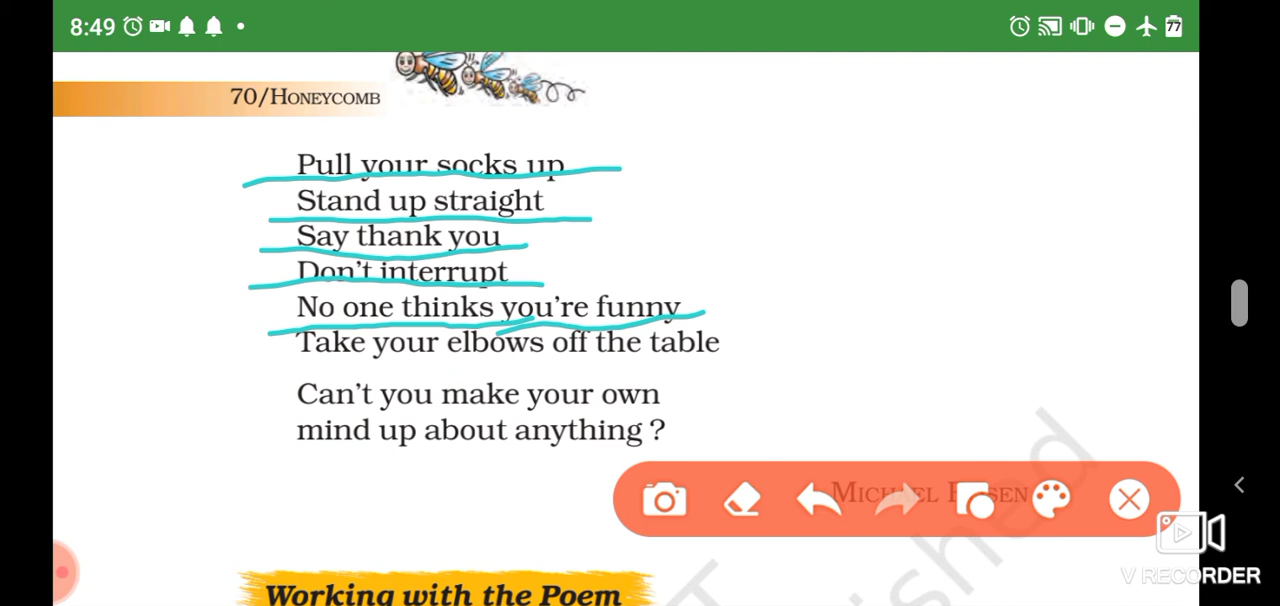 8:49
77
70/HONEYCOMB
Pull your socks up
Stand up straight
Say thank you
Don't interrupt
No one thinks you're funny
Take your elbows off the table
Can't you make your own
mind up about anything ?
MICHAEL
Working with the Poem
V RECORDER